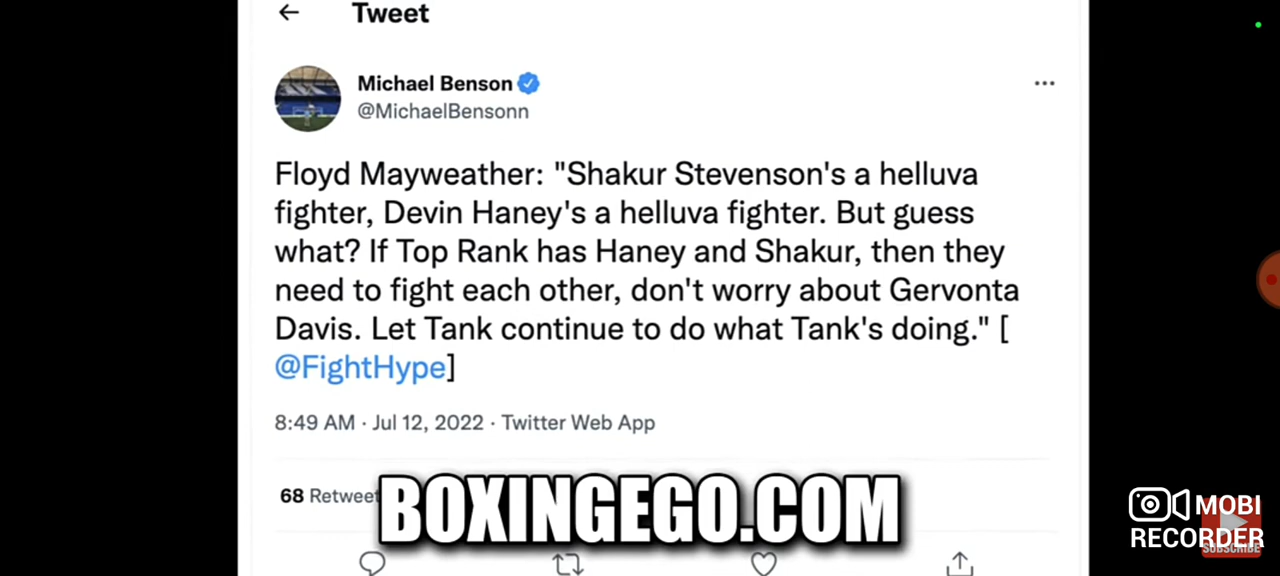 Tweet
Michael Benson
@MichaelBensonn
Floyd Mayweather: "Shakur Stevenson's a helluva
fighter, Devin Haney's a helluva fighter. But guess
what? If Top Rank has Haney and Shakur, then they
need to fight each other, don't worry about Gervonta
Davis. Let Tank continue to do what Tank's doing." [
@FightHype]
8:49 AM · Jul 12, 2022 · Twitter Web App
68 Retweet
BOXINGEGO.COM
MOBI
RECORDER
SUBSCRIBE